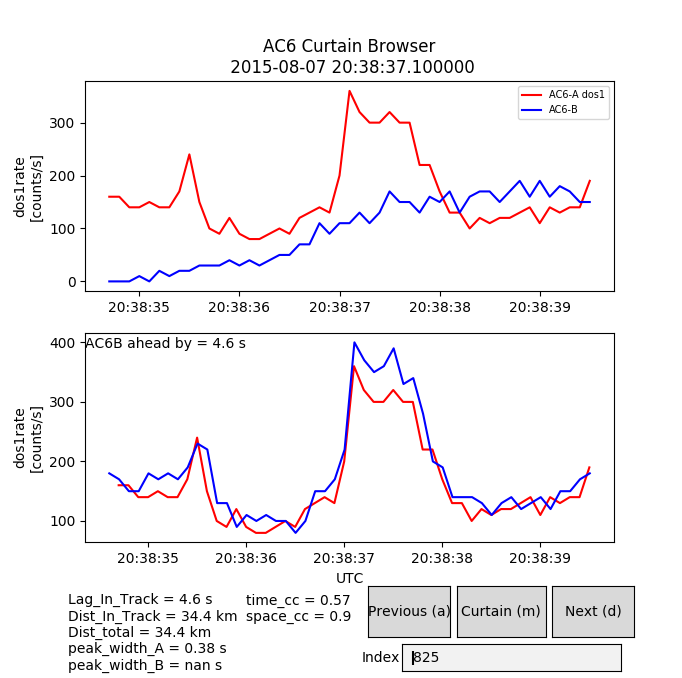 AC6 Curtain Browser
2015-08-07 20:38:37.100000
AC6-A dos1
AC6-B
dos1rate
[counts/s]
300
200
100
0
20:38:35 20:38:36 20:38:37 20:38:38 20:38:39
AC6B ahead by = 4.6 s
dos1rate
[counts/s]
400
300
200
100
20:38:35 20:38:36 20:38:37 20:38:38 20:38:39
UTC
Lag_In_Track = 4.6 s time_cc = 0.57
Dist_In_Track = 34.4 km space_cc = 0.9
Dist_total = 34.4 km
peak_width_A = 0.38 s
peak_width_B = nan s
Previous (a) Curtain (m) Next (d)
Index 825